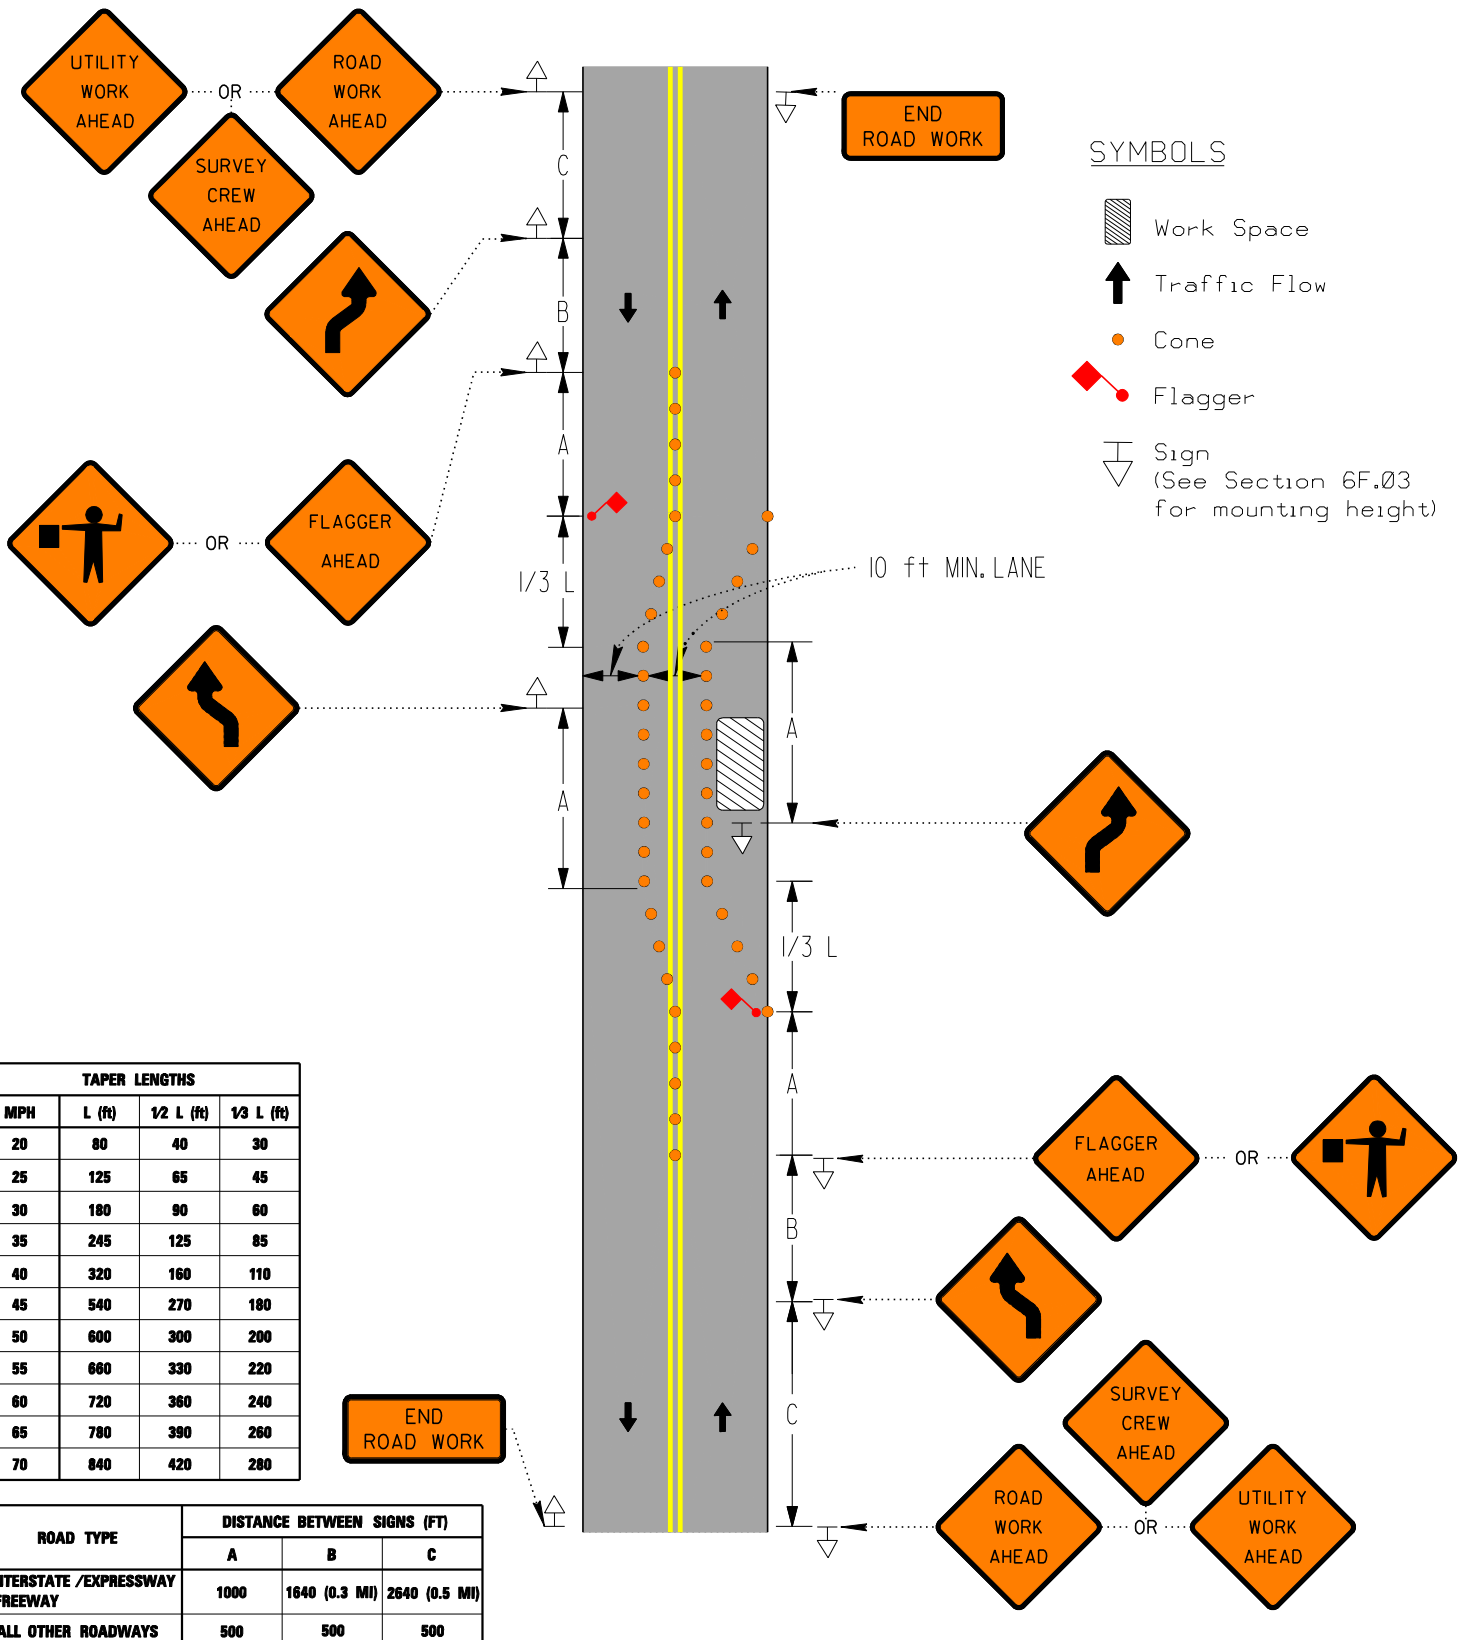 UTILITY
WORK
AHEAD
OR
ROAD
WORK
AHEAD
SURVEY
CREW
AHEAD
END
ROAD WORK
SYMBOLS
Work Space
Traffic Flow
Cone
Flagger
Sign
(See Section 6F.03
for mounting height)
C
B
A
OR
FLAGGER
AHEAD
1/3 L
10 ft MIN. LANE
A
A
1/3 L
A
FLAGGER
AHEAD
OR
B
C
SURVEY
CREW
AHEAD
ROAD
WORK
AHEAD
OR
UTILITY
WORK
AHEAD
END
ROAD WORK
TAPER LENGTHS
MPH L (ft) 1/2 L (ft) 1/3 L (ft)
20 80 40 30
25 125 65 45
30 180 90 60
35 245 125 85
40 320 160 110
45 540 270 180
50 600 300 200
55 660 330 220
60 720 360 240
65 780 390 260
70 840 420 280
ROAD TYPE
DISTANCE BETWEEN SIGNS (FT)
A B C
NTERSTATE / EXPRESSWAY
FREEWAY
1000 1640 (0.3 MI) 2640 (0.5 MI)
ALL OTHER ROADWAYS 500 500 500